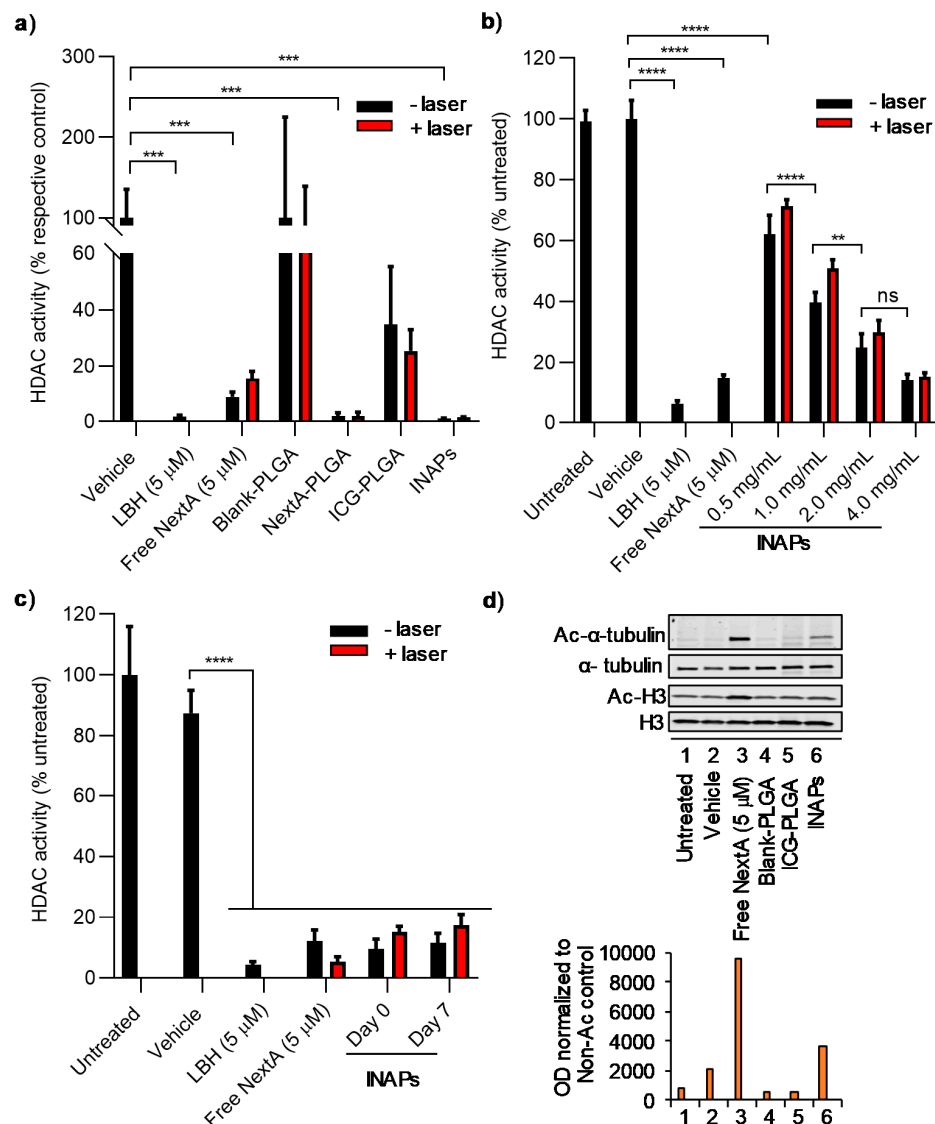 a)
HDAC activity (% respective control)
300
200
100
60
40
20
0
***
***
***
***
- laser
+ laser
Vehicle
LBH (5 μM)
Free NextA (5 μM)
Blank-PLGA
NextA-PLGA
ICG-PLGA
INAPs
b)
HDAC activity (% untreated)
120
100
80
60
40
20
0
****
****
****
****
**
ns
- laser
+ laser
Untreated
Vehicle
LBH (5 μM)
Free NextA (5 μM)
0.5 mg/mL
1.0 mg/mL
2.0 mg/mL
4.0 mg/mL
INAPs
c)
HDAC activity (% untreated)
120
100
80
60
40
20
0
****
- laser
+ laser
Untreated
Vehicle
LBH (5 μM)
Free NextA (5 μM)
Day 0
Day 7
INAPs
d)
Ac-α-tubulin
α- tubulin
Ac-H3
H3
1 2 3 4 5 6
Untreated
Vehicle
Free NextA (5 μM)
Blank-PLGA
ICG-PLGA
INAPs
OD normalized to
Non-Ac control
10000
8000
6000
4000
2000
0
1 2 3 4 5 6